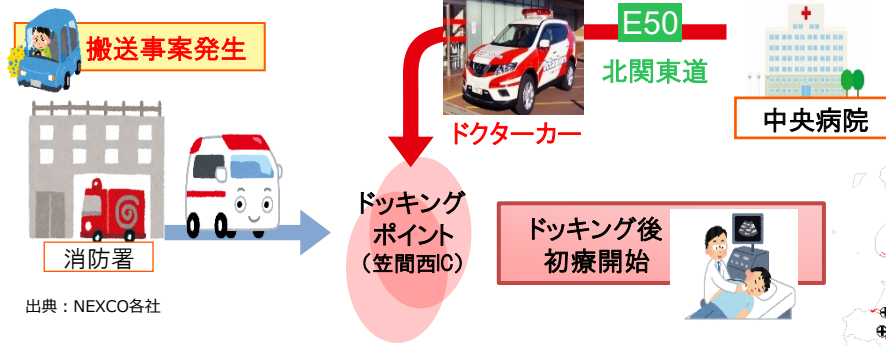 搬送事案発生
E50
北関東道
ドクターカー
中央病院
消防署
ドッキング
ポイント
（笠間西IC）
ドッキング後
初療開始
出典：NEXCO各社